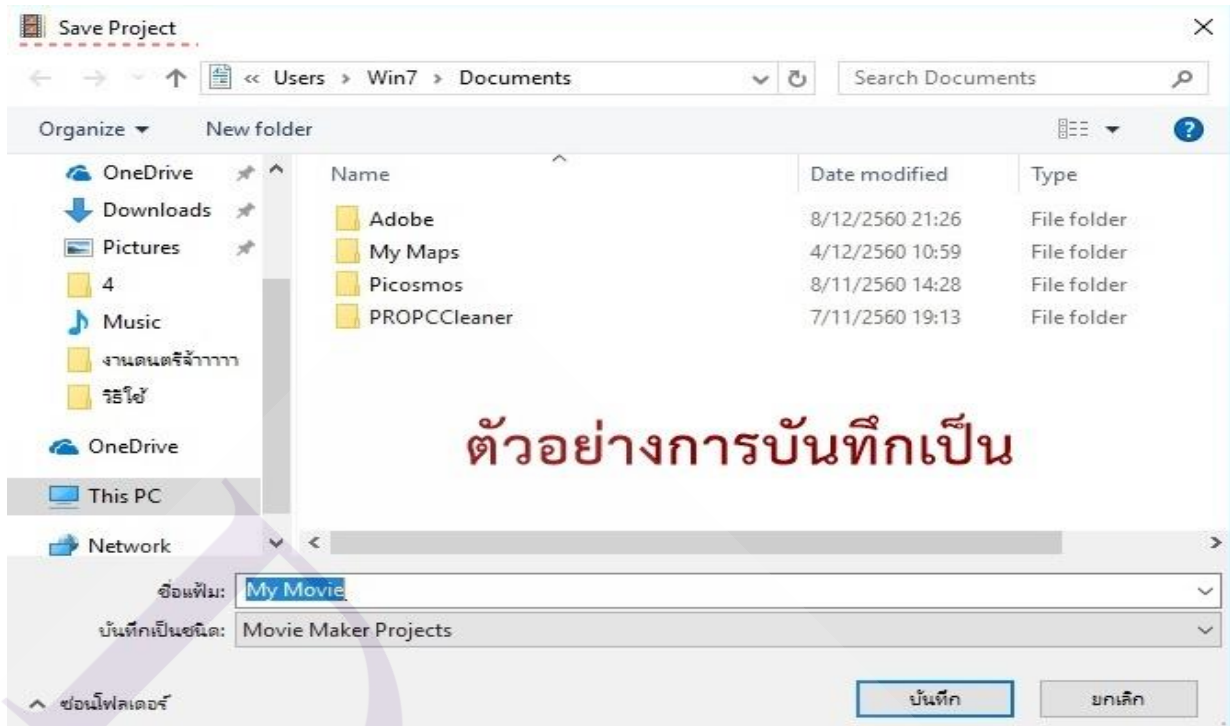 Save Project
« Users › Win7 › Documents
Search Documents
Organize
New folder
Name
Date modified
Type
OneDrive
Downloads
Pictures
4
Music
งานดนตรีจ้าาาาา
วิธีใช้
OneDrive
This PC
Network
Adobe 8/12/2560 21:26 File folder
My Maps 4/12/2560 10:59 File folder
Picosmos 8/11/2560 14:28 File folder
PROPCCleaner 7/11/2560 19:13 File folder
ตัวอย่างการบันทึกเป็น
ชื่อแฟ้ม: My Movie
บันทึกเป็นชนิด: Movie Maker Projects
ซ่อนโฟลเดอร์
บันทึก
ยกเลิก